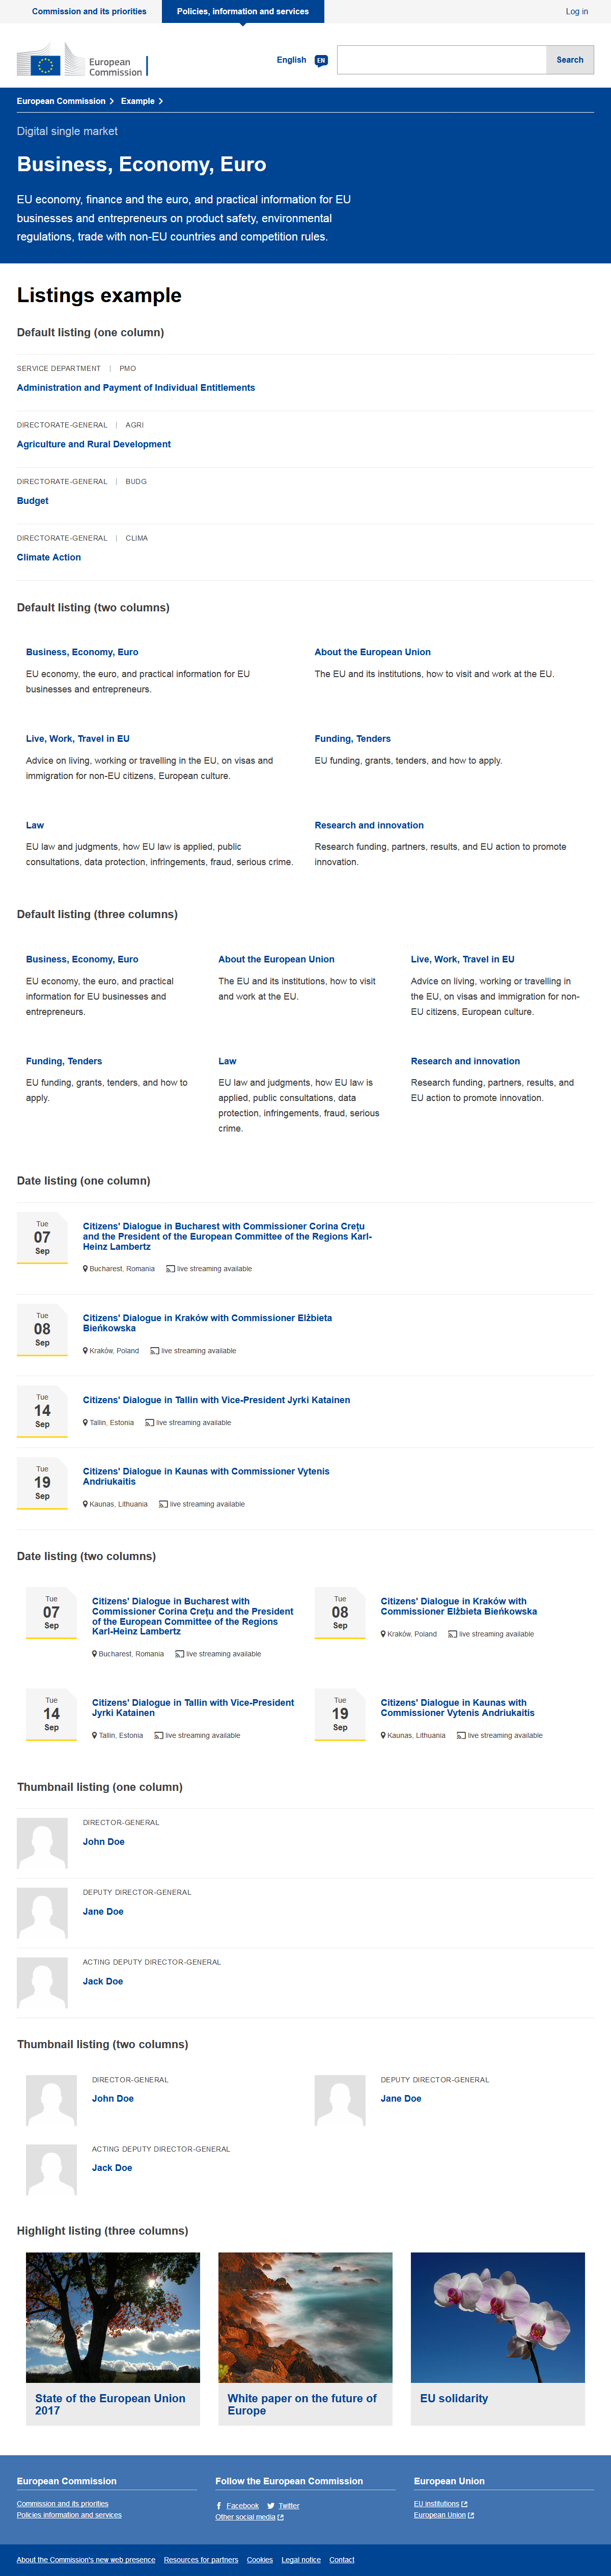 Commission and its priorities
Policies, information and services
Log in
European
Commission
English
EN
Search
European Commission
Example
Digital single market
Business, Economy, Euro
EU economy, finance and the euro, and practical information for EU
businesses and entrepreneurs on product safety, environmental
regulations, trade with non-EU countries and competition rules.
Listings example
Default listing (one column)
SERVICE DEPARTMENT | PMO
Administration and Payment of Individual Entitlements
DIRECTORATE-GENERAL | AGRI
Agriculture and Rural Development
DIRECTORATE-GENERAL | BUDG
Budget
DIRECTORATE-GENERAL | CLIMA
Climate Action
Default listing (two columns)
Business, Economy, Euro
EU economy, the euro, and practical information for EU
businesses and entrepreneurs.
About the European Union
The EU and its institutions, how to visit and work at the EU.
Live, Work, Travel in EU
Advice on living, working or travelling in the EU, on visas and
immigration for non-EU citizens, European culture.
Funding, Tenders
EU funding, grants, tenders, and how to apply.
Law
EU law and judgments, how EU law is applied, public
consultations, data protection, infringements, fraud, serious crime.
Research and innovation
Research funding, partners, results, and EU action to promote
innovation.
Default listing (three columns)
Business, Economy, Euro
EU economy, the euro, and practical
information for EU businesses and
entrepreneurs.
About the European Union
The EU and its institutions, how to visit
and work at the EU.
Live, Work, Travel in EU
Advice on living, working or travelling in
the EU, on visas and immigration for non-
EU citizens, European culture.
Funding, Tenders
EU funding, grants, tenders, and how to
apply.
Law
EU law and judgments, how EU law is
applied, public consultations, data
protection, infringements, fraud, serious
crime.
Research and innovation
Research funding, partners, results, and
EU action to promote innovation.
Date listing (one column)
Tue
07
Sep
Citizens' Dialogue in Bucharest with Commissioner Corina Crețu
and the President of the European Committee of the Regions Karl-
Heinz Lambertz
Bucharest, Romania
live streaming available
Tue
08
Sep
Citizens' Dialogue in Kraków with Commissioner Elżbieta
Bieńkowska
Kraków, Poland
live streaming available
Tue
14
Sep
Citizens' Dialogue in Tallin with Vice-President Jyrki Katainen
Tallin, Estonia
live streaming available
Tue
19
Sep
Citizens' Dialogue in Kaunas with Commissioner Vytenis
Andriukaitis
Kaunas, Lithuania
live streaming available
Date listing (two columns)
Tue
07
Sep
Citizens' Dialogue in Bucharest with
Commissioner Corina Crețu and the President
of the European Committee of the Regions
Karl-Heinz Lambertz
Bucharest, Romania
live streaming available
Tue
08
Sep
Citizens' Dialogue in Kraków with
Commissioner Elżbieta Bieńkowska
Kraków, Poland
live streaming available
Tue
14
Sep
Citizens' Dialogue in Tallin with Vice-President
Jyrki Katainen
Tallin, Estonia
live streaming available
Tue
19
Sep
Citizens' Dialogue in Kaunas with
Commissioner Vytenis Andriukaitis
Kaunas, Lithuania
live streaming available
Thumbnail listing (one column)
DIRECTOR-GENERAL
John Doe
DEPUTY DIRECTOR-GENERAL
Jane Doe
ACTING DEPUTY DIRECTOR-GENERAL
Jack Doe
Thumbnail listing (two columns)
DIRECTOR-GENERAL
John Doe
DEPUTY DIRECTOR-GENERAL
Jane Doe
ACTING DEPUTY DIRECTOR-GENERAL
Jack Doe
Highlight listing (three columns)
State of the European Union
2017
White paper on the future of
Europe
EU solidarity
European Commission
Commission and its priorities
Policies information and services
Follow the European Commission
Facebook
Twitter
Other social media
European Union
EU institutions
European Union
About the Commission's new web presence
Resources for partners
Cookies
Legal notice
Contact